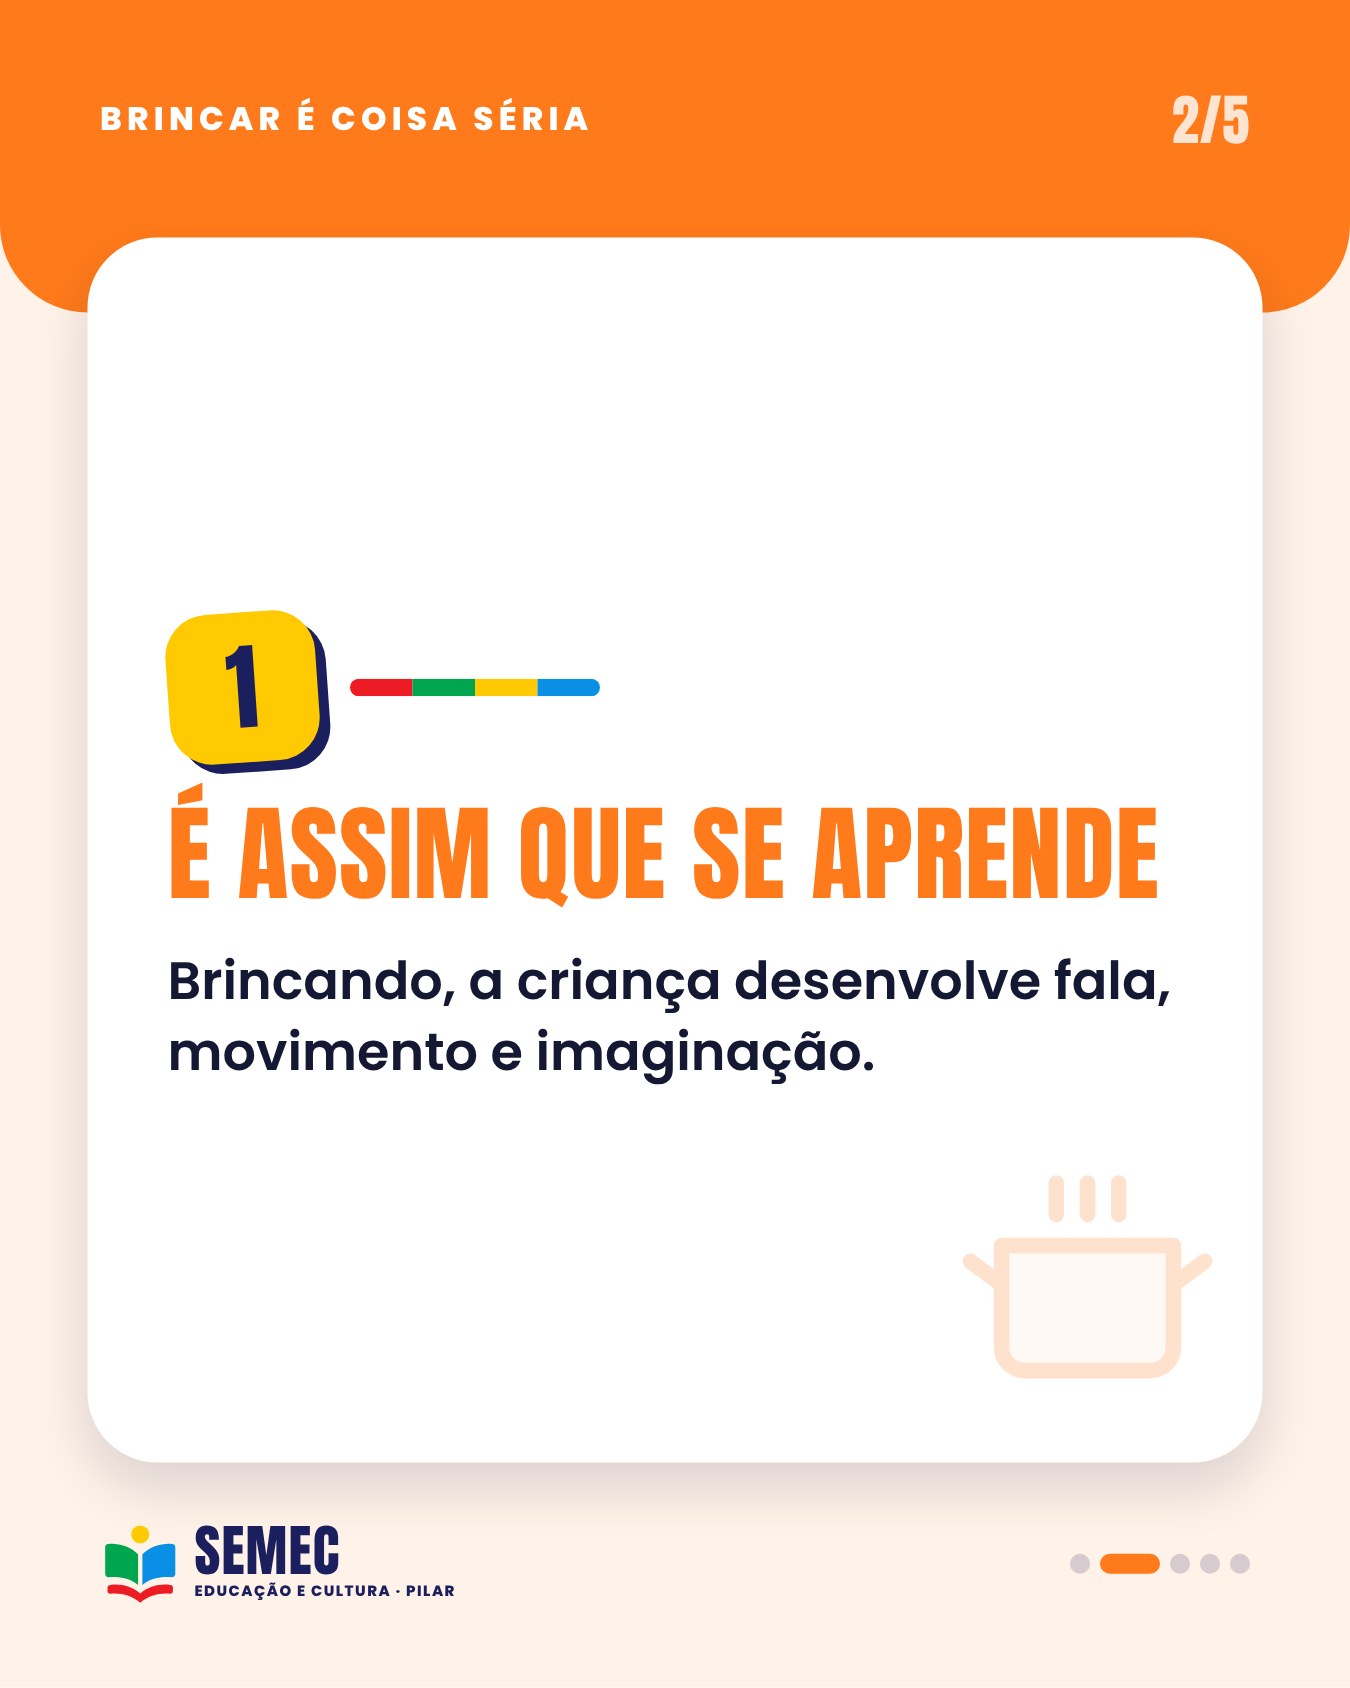 BRINCAR É COISA SÉRIA
2/5
1
É ASSIM QUE SE APRENDE
Brincando, a criança desenvolve fala,
movimento e imaginação.
SEMEC
EDUCAÇÃO E CULTURA · PILAR